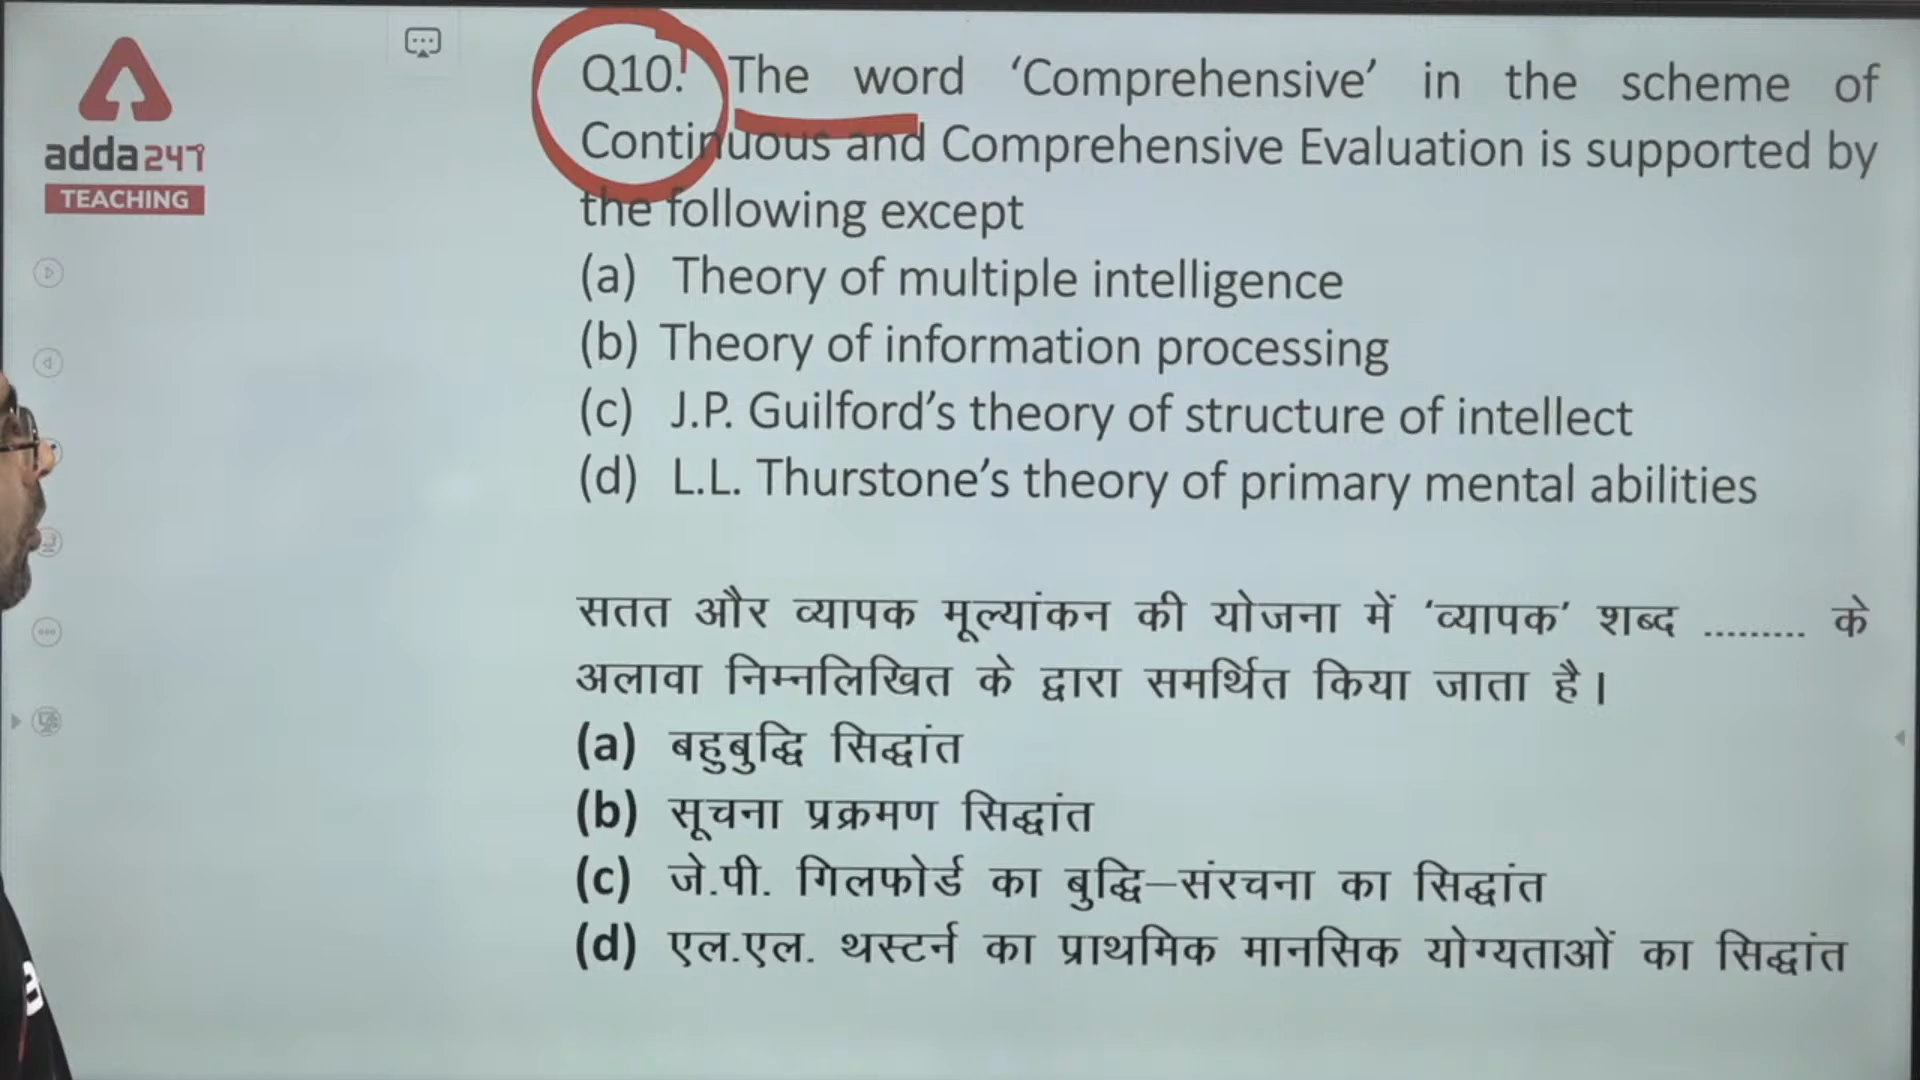 adda247
TEACHING
Q10. The word ‘Comprehensive’ in the scheme of
Continuous and Comprehensive Evaluation is supported by
the following except
(a) Theory of multiple intelligence
(b) Theory of information processing
(c) J.P. Guilford’s theory of structure of intellect
(d) L.L. Thurstone’s theory of primary mental abilities
सतत और व्यापक मूल्यांकन की योजना में ‘व्यापक’ शब्द ......... के
अलावा निम्नलिखित के द्वारा समर्थित किया जाता है।
(a) बहुबुद्धि सिद्धांत
(b) सूचना प्रक्रमण सिद्धांत
(c) जे.पी. गिलफोर्ड का बुद्धि–संरचना का सिद्धांत
(d) एल.एल. थस्टर्न का प्राथमिक मानसिक योग्यताओं का सिद्धांत